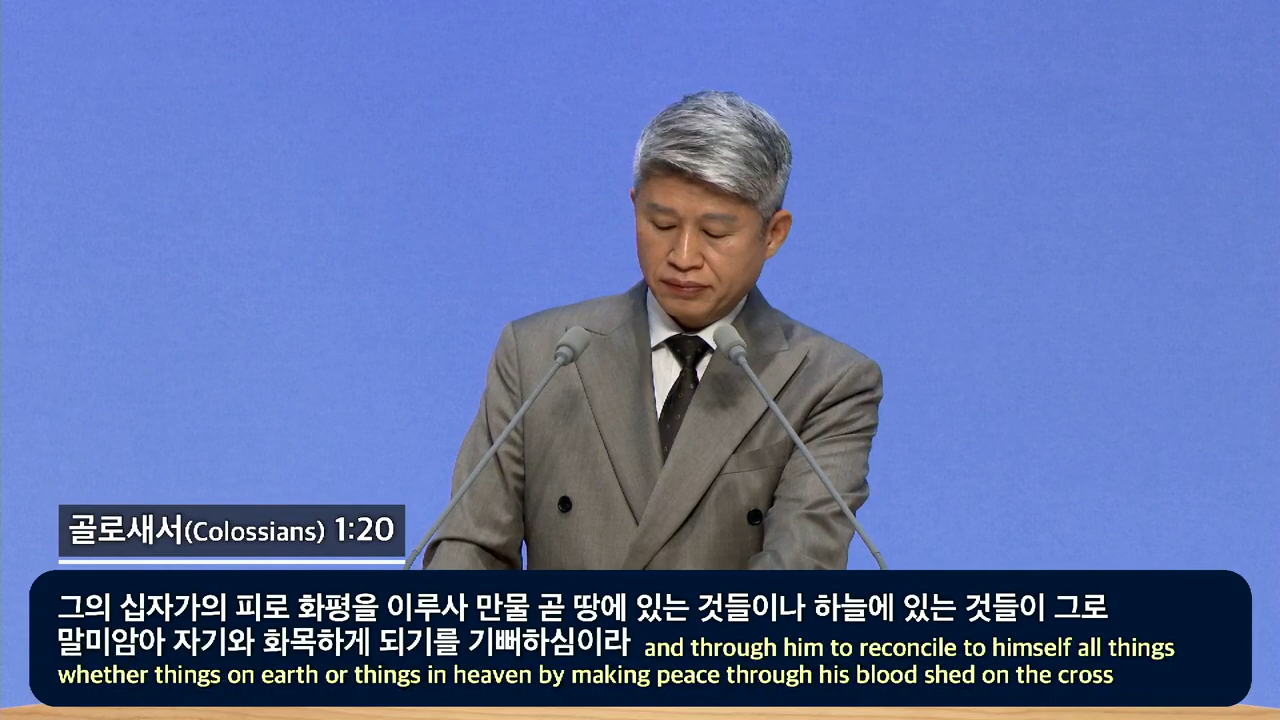 골로새서(Colossians) 1:20
그의 십자가의 피로 화평을 이루사 만물 곧 땅에 있는 것들이나 하늘에 있는 것들이 그로
말미암아 자기와 화목하게 되기를 기뻐하심이라 and through him to reconcile to himself all things
whether things on earth or things in heaven by making peace through his blood shed on the cross